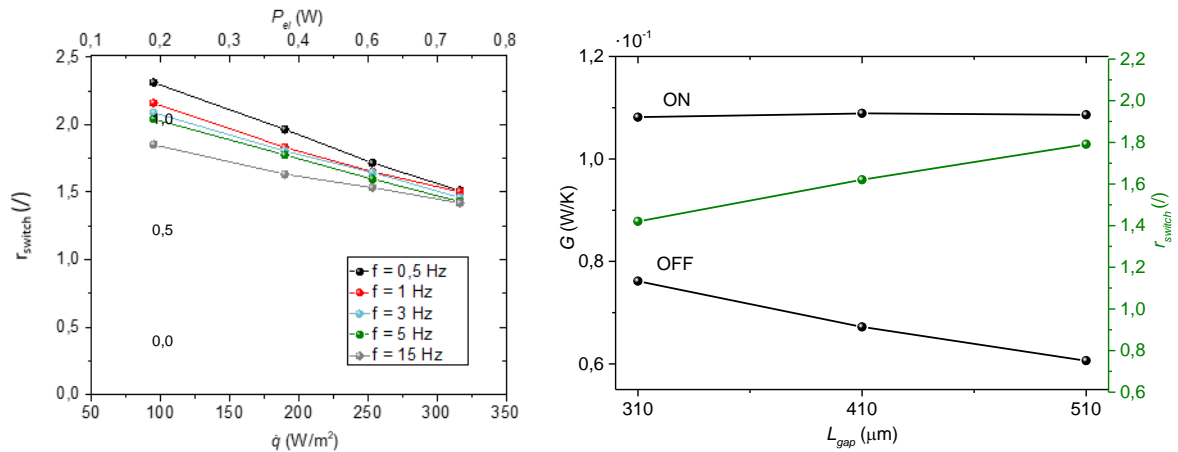 P_el (W)
0,1 0,2 0,3 0,4 0,5 0,6 0,7 0,8
2,5
2,0
1,5
1,0
0,5
0,0
r_switch (/)
1,0
0,5
0,0
f = 0,5 Hz
f = 1 Hz
f = 3 Hz
f = 5 Hz
f = 15 Hz
50 100 150 200 250 300 350
q̇ (W/m²)
·10⁻¹
1,2
1,0
0,8
0,6
G (W/K)
ON
OFF
2,2
2,0
1,8
1,6
1,4
1,2
1,0
0,8
0,6
r_switch (/)
310 410 510
L_gap (μm)